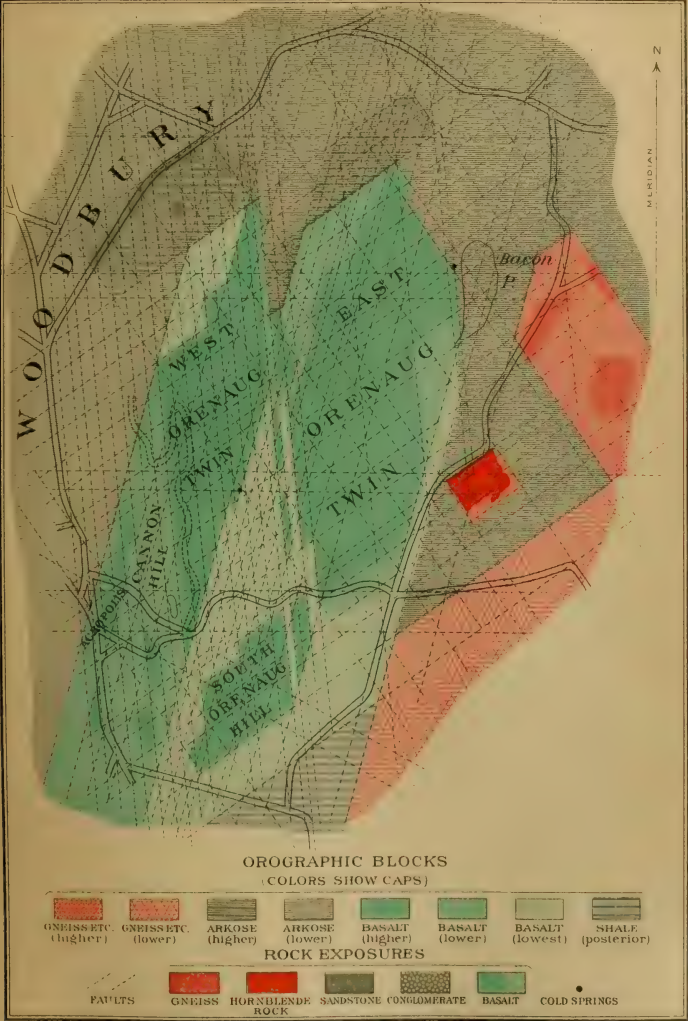 WOODBURY
N
MERIDIAN
Bacon
P.
WEST
ORENAUG
TWIN
EAST
ORENAUG
TWIN
CANNON
HILL
SOUTH
ORENAUG
HILL
OROGRAPHIC BLOCKS
(COLORS SHOW CAPS)
GNEISS ETC. (higher)
GNEISS ETC. (lower)
ARKOSE (higher)
ARKOSE (lower)
BASALT (higher)
BASALT (lower)
BASALT (lowest)
SHALE (posterior)
ROCK EXPOSURES
FAULTS
GNEISS
HORNBLENDE ROCK
SANDSTONE
CONGLOMERATE
BASALT
COLD SPRINGS